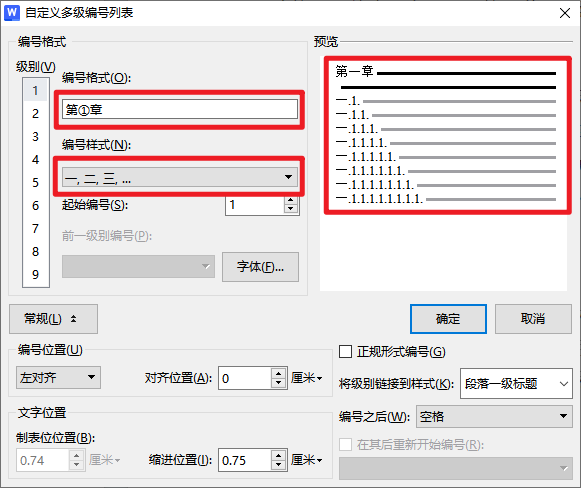 W 自定义多级编号列表
编号格式
级别(V)
1
2
3
4
5
6
7
8
9
编号格式(O):
第①章
编号样式(N):
一, 二, 三, ...
起始编号(S):
1
前一级别编号(P):
字体(F)...
预览
第一章
一.1.
一.1.1.
一.1.1.1.
一.1.1.1.1.
一.1.1.1.1.1.
一.1.1.1.1.1.1.
一.1.1.1.1.1.1.1.
一.1.1.1.1.1.1.1.1.
常规(L)
确定
取消
编号位置(U)
左对齐
对齐位置(A):
0
厘米
文字位置
制表位位置(B):
0.74
厘米
缩进位置(I):
0.75
厘米
正规形式编号(G)
将级别链接到样式(K):
段落一级标题
编号之后(W):
空格
在其后重新开始编号(R):